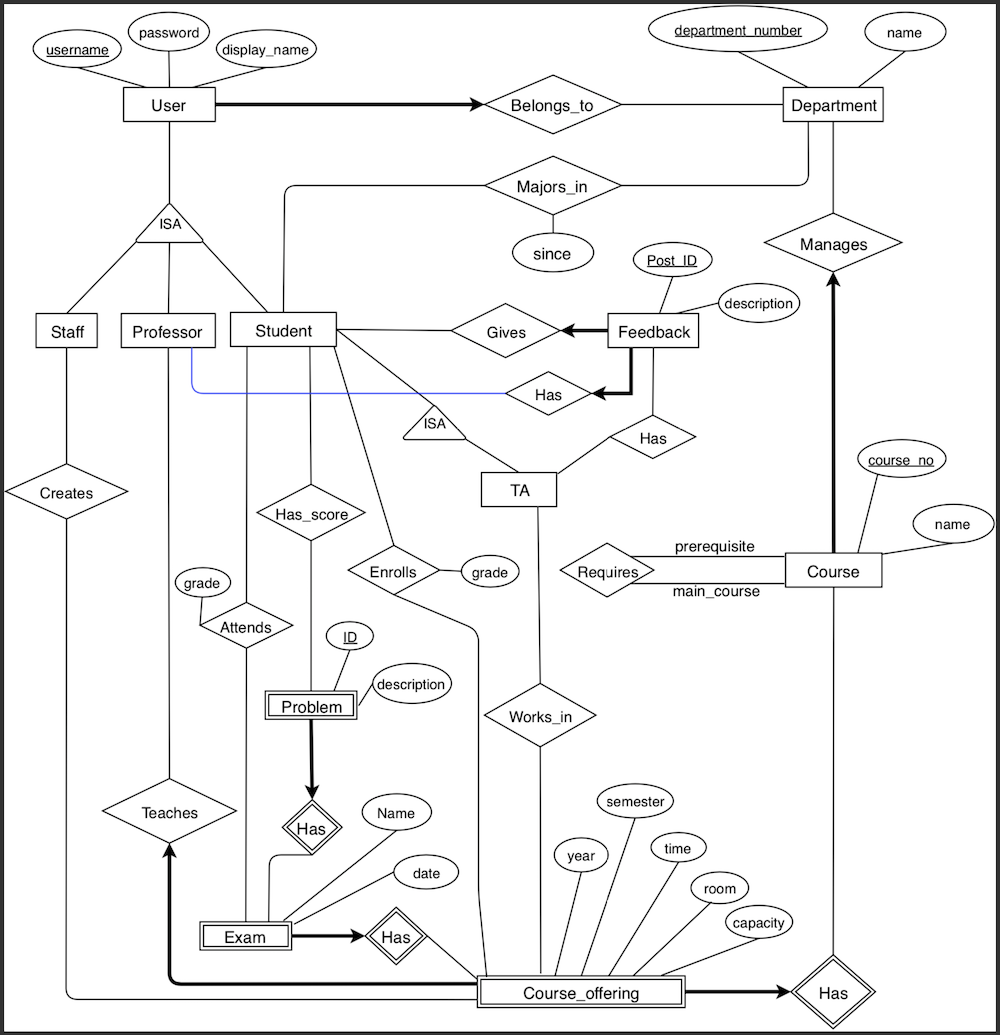 password
department_number
name
username
display_name
User
Belongs_to
Department
Majors_in
ISA
since
Manages
Post_ID
description
Staff
Professor
Student
Gives
Feedback
Has
ISA
Has
course_no
Creates
TA
Has_score
name
prerequisite
Enrolls
grade
Requires
Course
grade
main_course
Attends
ID
description
Problem
Works_in
semester
Teaches
Name
Has
time
year
date
room
capacity
Exam
Has
Course_offering
Has